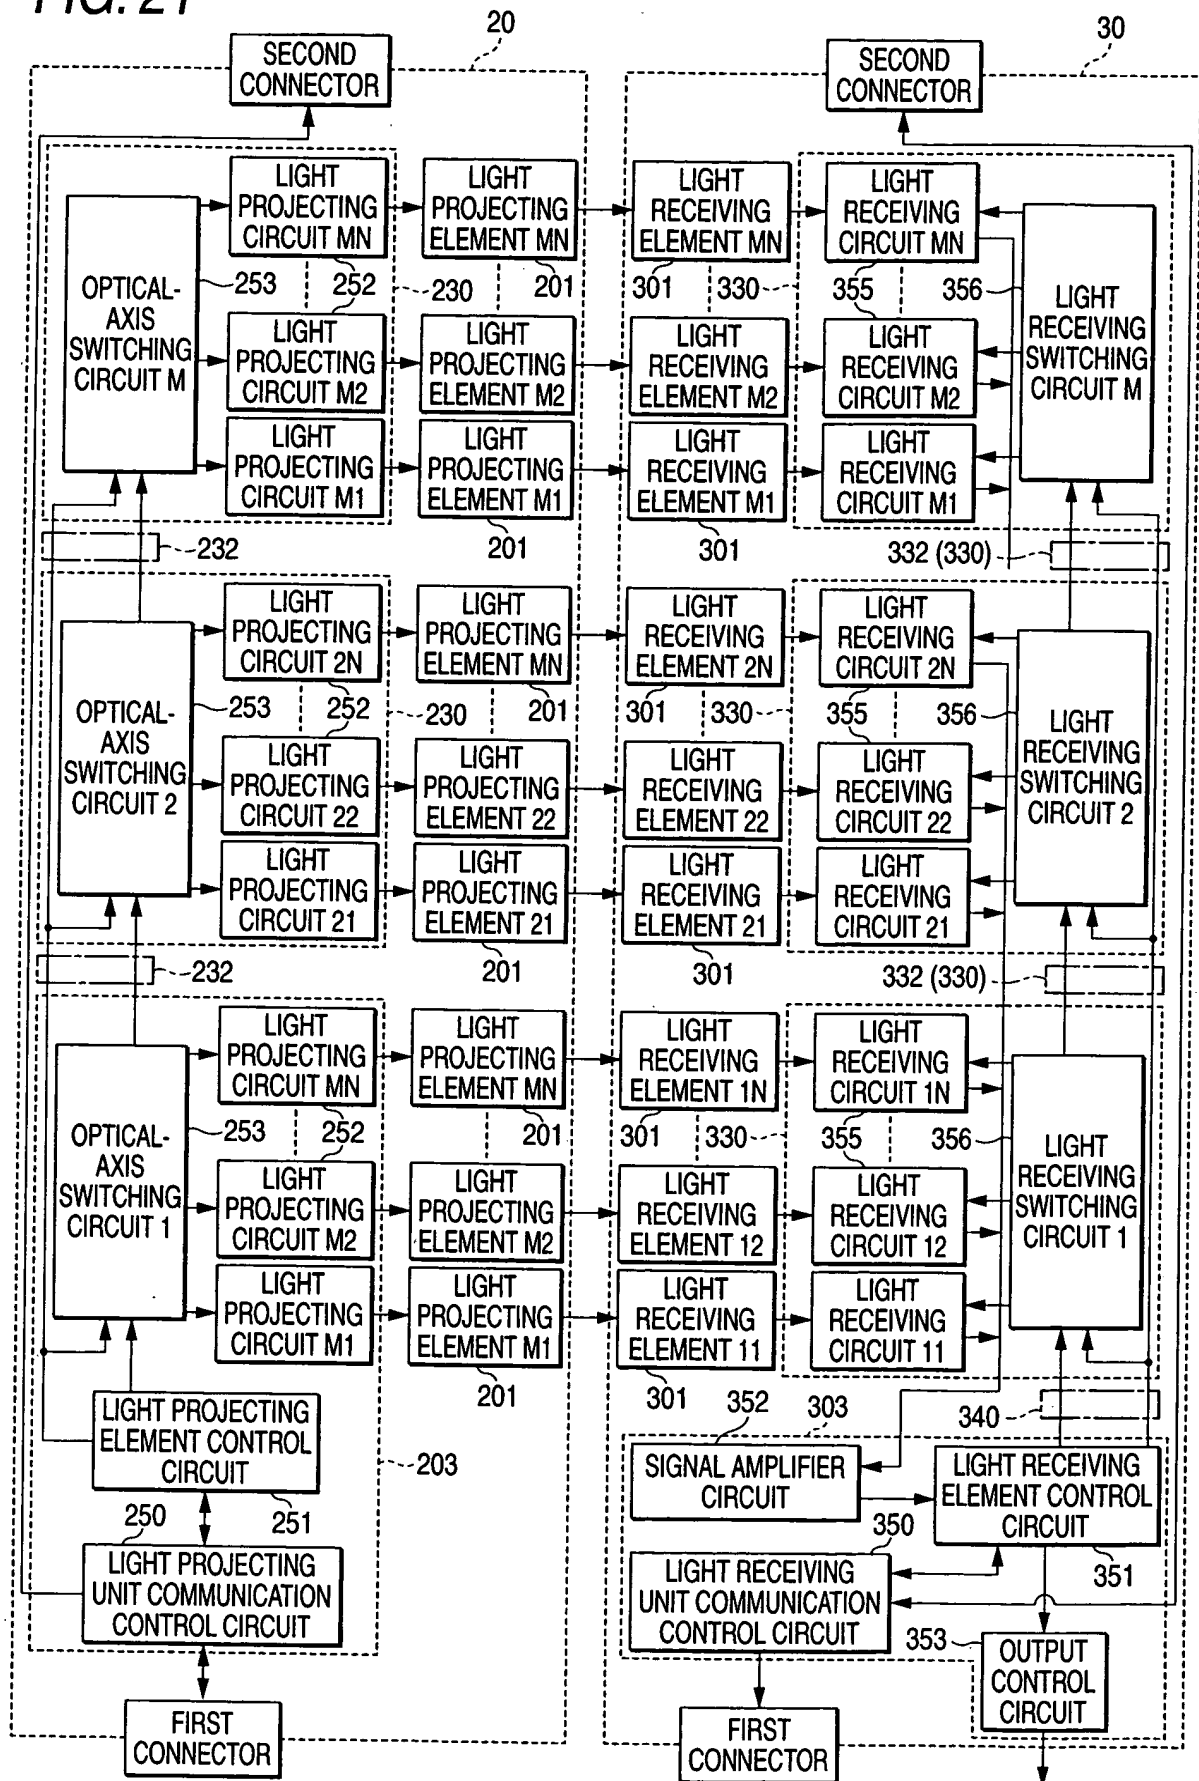 FIG. 21
20
30
SECOND
CONNECTOR
SECOND
CONNECTOR
OPTICAL-
AXIS
SWITCHING
CIRCUIT M
253
LIGHT
PROJECTING
CIRCUIT MN
252
230
LIGHT
PROJECTING
CIRCUIT M2
LIGHT
PROJECTING
CIRCUIT M1
LIGHT
PROJECTING
ELEMENT MN
201
LIGHT
PROJECTING
ELEMENT M2
LIGHT
PROJECTING
ELEMENT M1
201
232
LIGHT
RECEIVING
ELEMENT MN
301
330
LIGHT
RECEIVING
ELEMENT M2
LIGHT
RECEIVING
ELEMENT M1
301
LIGHT
RECEIVING
CIRCUIT MN
355
356
LIGHT
RECEIVING
CIRCUIT M2
LIGHT
RECEIVING
CIRCUIT M1
LIGHT
RECEIVING
SWITCHING
CIRCUIT M
332 (330)
OPTICAL-
AXIS
SWITCHING
CIRCUIT 2
253
LIGHT
PROJECTING
CIRCUIT 2N
252
230
LIGHT
PROJECTING
CIRCUIT 22
LIGHT
PROJECTING
CIRCUIT 21
LIGHT
PROJECTING
ELEMENT MN
201
LIGHT
PROJECTING
ELEMENT 22
LIGHT
PROJECTING
ELEMENT 21
201
232
LIGHT
RECEIVING
ELEMENT 2N
301
330
LIGHT
RECEIVING
ELEMENT 22
LIGHT
RECEIVING
ELEMENT 21
301
LIGHT
RECEIVING
CIRCUIT 2N
355
356
LIGHT
RECEIVING
CIRCUIT 22
LIGHT
RECEIVING
CIRCUIT 21
LIGHT
RECEIVING
SWITCHING
CIRCUIT 2
332 (330)
OPTICAL-
AXIS
SWITCHING
CIRCUIT 1
253
LIGHT
PROJECTING
CIRCUIT MN
252
LIGHT
PROJECTING
CIRCUIT M2
LIGHT
PROJECTING
CIRCUIT M1
LIGHT
PROJECTING
ELEMENT MN
201
LIGHT
PROJECTING
ELEMENT M2
LIGHT
PROJECTING
ELEMENT M1
201
LIGHT
RECEIVING
ELEMENT 1N
301
330
LIGHT
RECEIVING
ELEMENT 12
LIGHT
RECEIVING
ELEMENT 11
301
LIGHT
RECEIVING
CIRCUIT 1N
355
356
LIGHT
RECEIVING
CIRCUIT 12
LIGHT
RECEIVING
CIRCUIT 11
LIGHT
RECEIVING
SWITCHING
CIRCUIT 1
340
LIGHT PROJECTING
ELEMENT CONTROL
CIRCUIT
203
250
251
LIGHT PROJECTING
UNIT COMMUNICATION
CONTROL CIRCUIT
FIRST
CONNECTOR
352
303
SIGNAL AMPLIFIER
CIRCUIT
LIGHT RECEIVING
ELEMENT CONTROL
CIRCUIT
350
351
LIGHT RECEIVING
UNIT COMMUNICATION
CONTROL CIRCUIT
353
OUTPUT
CONTROL
CIRCUIT
FIRST
CONNECTOR